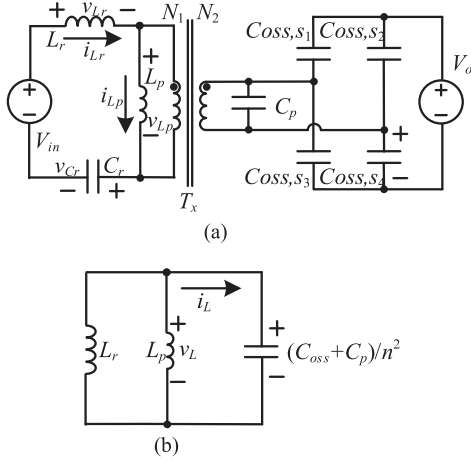 + v_Lr − N_1 N_2 Coss,s_1 Coss,s_2
L_r i_Lr
+ L_p
i_Lp v_Lp −
+ − V_in
C_p
+ − V_o
v_Cr C_r
− +
T_x
Coss,s_3 Coss,s_4
+ −
(a)
i_L
L_r L_p + v_L − + (C_oss+C_p)/n^2 −
(b)